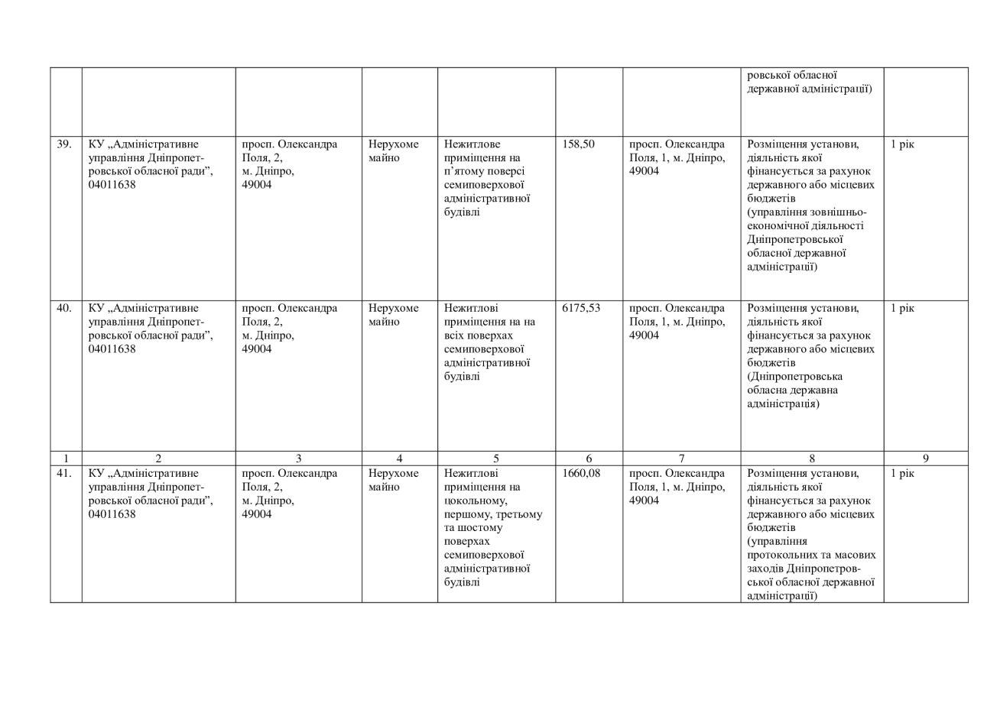 ровської обласної
державної адміністрації)
39.
КУ „Адміністративне
управління Дніпропет-
ровської обласної ради”,
04011638
просп. Олександра
Поля, 2,
м. Дніпро,
49004
Нерухоме
майно
Нежитлове
приміщення на
п’ятому поверсі
семиповерхової
адміністративної
будівлі
158,50
просп. Олександра
Поля, 1, м. Дніпро,
49004
Розміщення установи,
діяльність якої
фінансується за рахунок
державного або місцевих
бюджетів
(управління зовнішньо-
економічної діяльності
Дніпропетровської
обласної державної
адміністрації)
1 рік
40.
КУ „Адміністративне
управління Дніпропет-
ровської обласної ради”,
04011638
просп. Олександра
Поля, 2,
м. Дніпро,
49004
Нерухоме
майно
Нежитлові
приміщення на на
всіх поверхах
семиповерхової
адміністративної
будівлі
6175,53
просп. Олександра
Поля, 1, м. Дніпро,
49004
Розміщення установи,
діяльність якої
фінансується за рахунок
державного або місцевих
бюджетів
(Дніпропетровська
обласна державна
адміністрація)
1 рік
1 2 3 4 5 6 7 8 9
41.
КУ „Адміністративне
управління Дніпропет-
ровської обласної ради”,
04011638
просп. Олександра
Поля, 2,
м. Дніпро,
49004
Нерухоме
майно
Нежитлові
приміщення на
цокольному,
першому, третьому
та шостому
поверхах
семиповерхової
адміністративної
будівлі
1660,08
просп. Олександра
Поля, 1, м. Дніпро,
49004
Розміщення установи,
діяльність якої
фінансується за рахунок
державного або місцевих
бюджетів
(управління
протокольних та масових
заходів Дніпропетров-
ської обласної державної
адміністрації)
1 рік